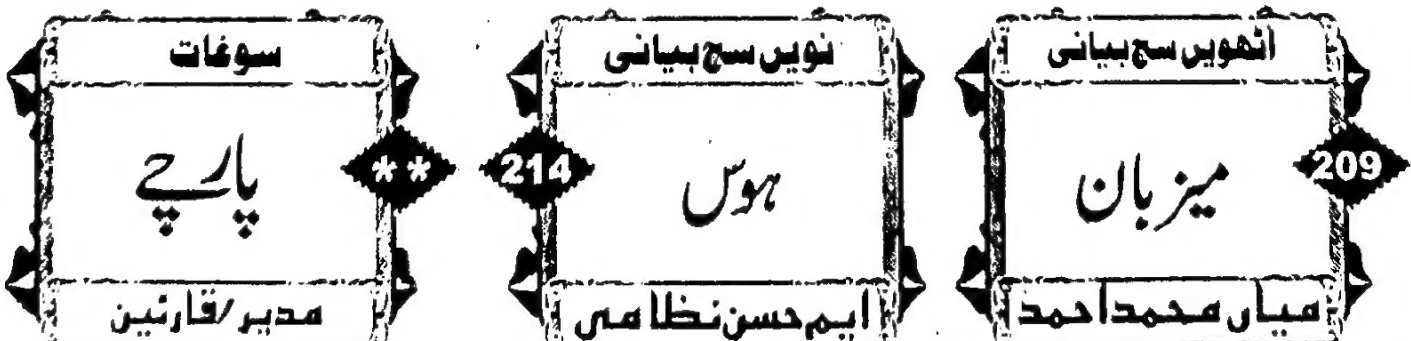 اٹھویں سچ بیانی
میزبان
209
میاں محمد احمد
نویں سچ بیانی
ہوس
214
ایم حسن نظامی
سوغات
پارچے
**
مدیر/قارئین